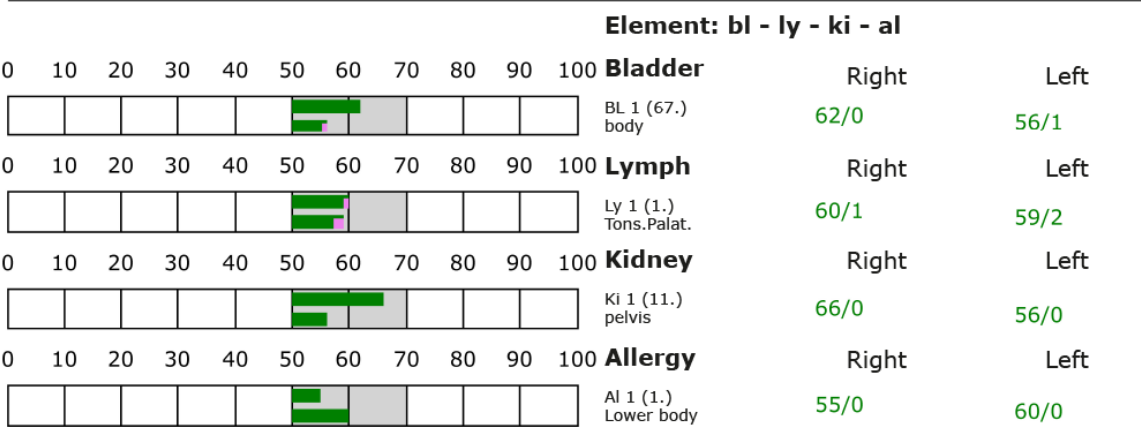 Element: bl - ly - ki - al
0 10 20 30 40 50 60 70 80 90 100 Bladder Right Left
BL 1 (67.) 62/0 56/1
body
0 10 20 30 40 50 60 70 80 90 100 Lymph Right Left
Ly 1 (1.) 60/1 59/2
Tons.Palat.
0 10 20 30 40 50 60 70 80 90 100 Kidney Right Left
Ki 1 (11.) 66/0 56/0
pelvis
0 10 20 30 40 50 60 70 80 90 100 Allergy Right Left
Al 1 (1.) 55/0 60/0
Lower body